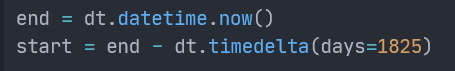 end = dt.datetime.now()
start = end - dt.timedelta(days=1825)